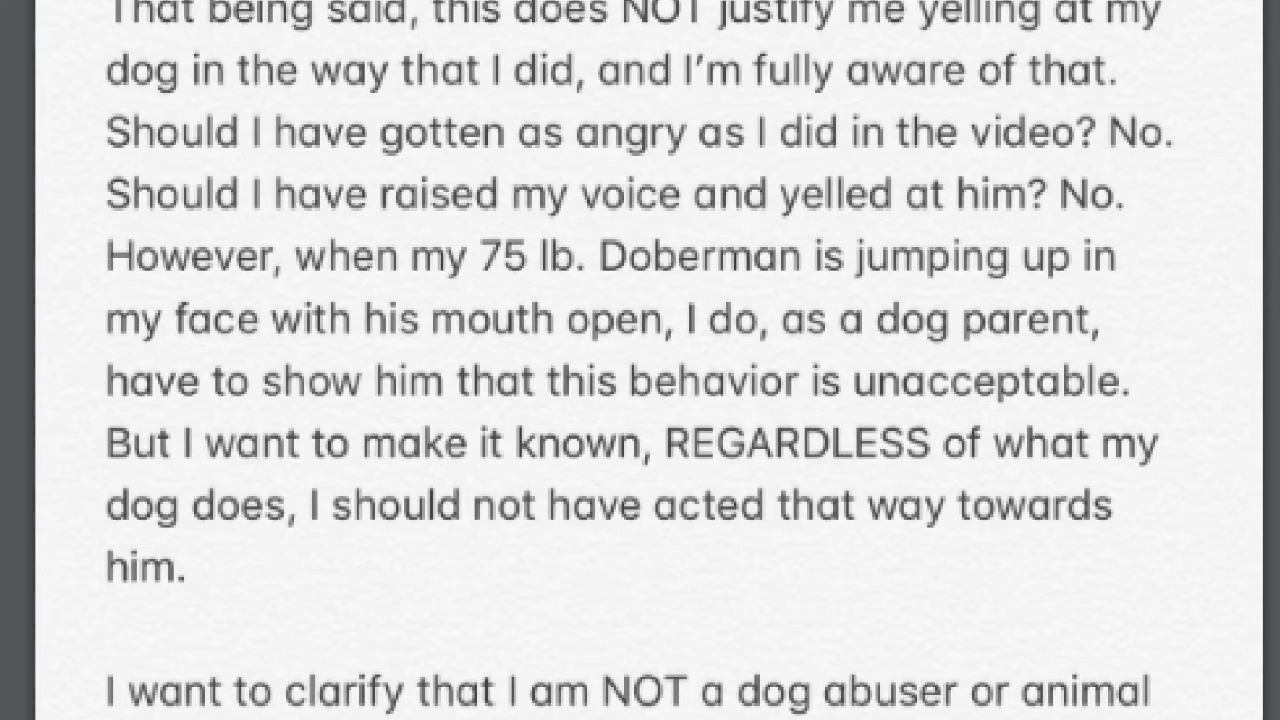 That being said, this does NOT justify me yelling at my
dog in the way that I did, and I’m fully aware of that.
Should I have gotten as angry as I did in the video? No.
Should I have raised my voice and yelled at him? No.
However, when my 75 lb. Doberman is jumping up in
my face with his mouth open, I do, as a dog parent,
have to show him that this behavior is unacceptable.
But I want to make it known, REGARDLESS of what my
dog does, I should not have acted that way towards
him.
I want to clarify that I am NOT a dog abuser or animal